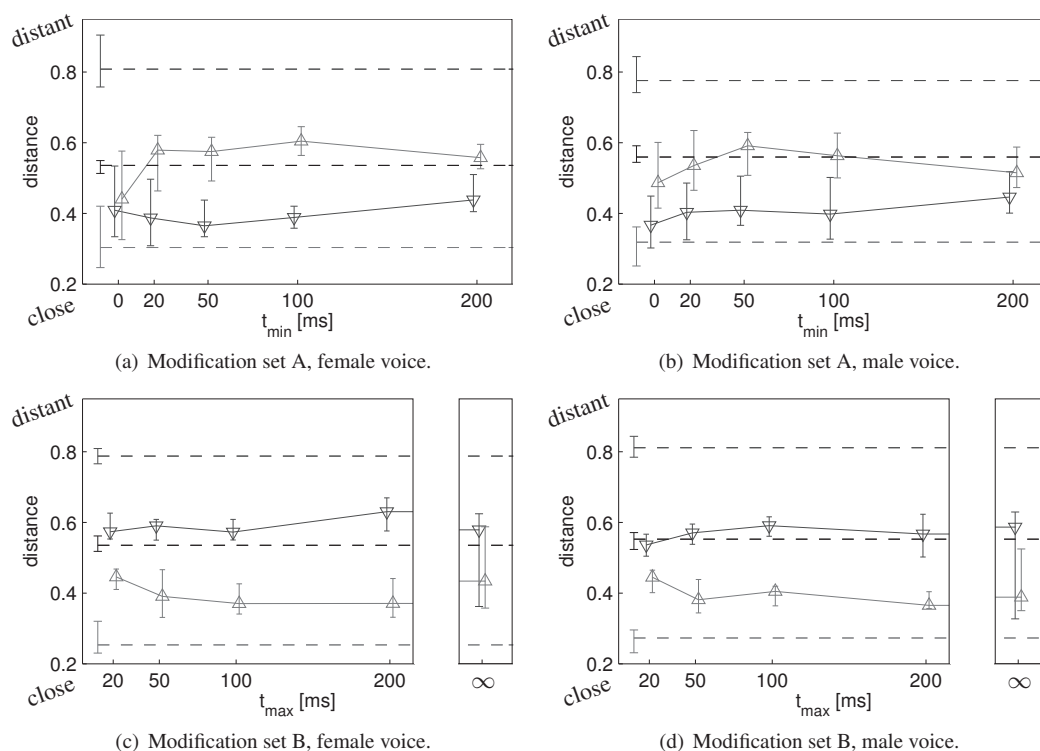 distant
distant
0.8
0.8
0.6
0.6
distance
distance
0.4
0.4
0.2
0.2
close
close
0 20 50 100 200
0 20 50 100 200
t_min [ms]
t_min [ms]
(a) Modification set A, female voice.
(b) Modification set A, male voice.
distant
distant
0.8
0.8
0.6
0.6
distance
distance
0.4
0.4
0.2
0.2
close
close
20 50 100 200 ∞
20 50 100 200 ∞
t_max [ms]
t_max [ms]
(c) Modification set B, female voice.
(d) Modification set B, male voice.